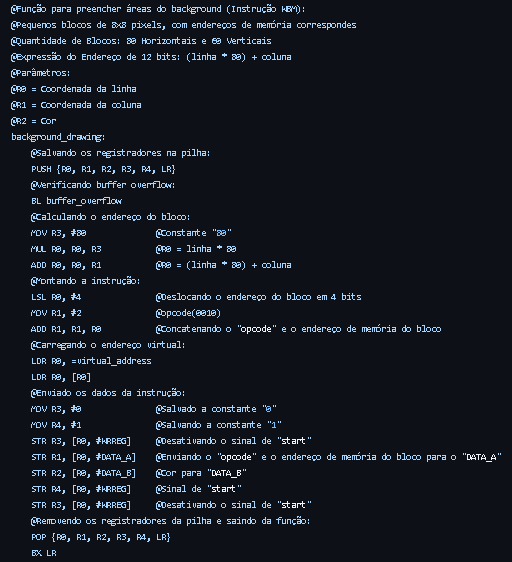 @Função para preencher áreas do background (Instrução WBM):
@Pequenos blocos de 8x8 pixels, com endereços de memória correspondes
@Quantidade de Blocos: 80 Horizontais e 60 Verticais
@Expressão do Endereço de 12 bits: (linha * 80) + coluna
@Parâmetros:
@R0 = Coordenada da linha
@R1 = Coordenada da coluna
@R2 = Cor
background_drawing:
@Salvando os registradores na pilha:
PUSH {R0, R1, R2, R3, R4, LR}
@Verificando buffer overflow:
BL buffer_overflow
@Calculando o endereço do bloco:
MOV R3, #80 @Constante "80"
MUL R0, R0, R3 @R0 = linha * 80
ADD R0, R0, R1 @R0 = (linha * 80) + coluna
@Montando a instrução:
LSL R0, #4 @Deslocando o endereço do bloco em 4 bits
MOV R1, #2 @opcode(0010)
ADD R1, R1, R0 @Concatenando o "opcode" e o endereço de memória do bloco
@Carregando o endereço virtual:
LDR R0, =virtual_address
LDR R0, [R0]
@Enviado os dados da instrução:
MOV R3, #0 @Salvado a constante "0"
MOV R4, #1 @Salvando a constante "1"
STR R3, [R0, #WRREG] @Desativando o sinal de "start"
STR R1, [R0, #DATA_A] @Enviando o "opcode" e o endereço de memória do bloco para o "DATA_A"
STR R2, [R0, #DATA_B] @Cor para "DATA_B"
STR R4, [R0, #WRREG] @Sinal de "start"
STR R3, [R0, #WRREG] @Desativando o sinal de "start"
@Removendo os registradores da pilha e saindo da função:
POP {R0, R1, R2, R3, R4, LR}
BX LR